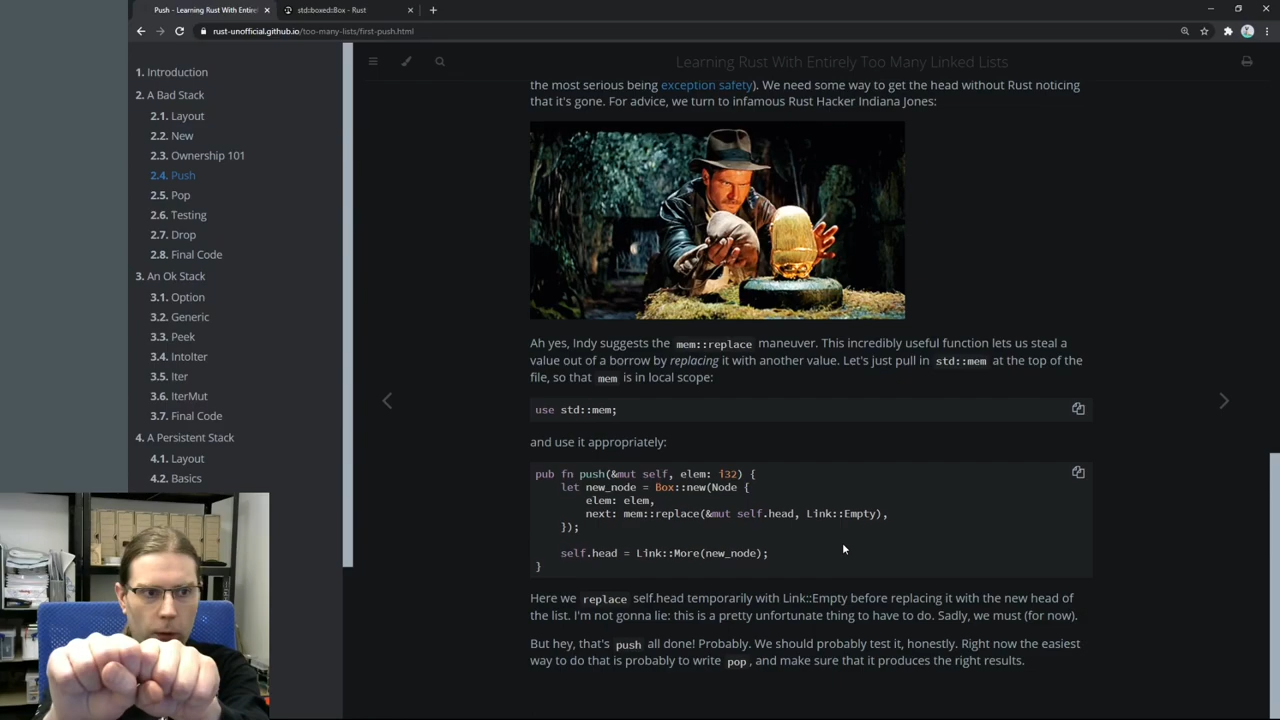 Push - Learning Rust With Entirel
std::boxed::Box - Rust
rust-unofficial.github.io/too-many-lists/first-push.html
1. Introduction
2. A Bad Stack
2.1. Layout
2.2. New
2.3. Ownership 101
2.4. Push
2.5. Pop
2.6. Testing
2.7. Drop
2.8. Final Code
3. An Ok Stack
3.1. Option
3.2. Generic
3.3. Peek
3.4. IntoIter
3.5. Iter
3.6. IterMut
3.7. Final Code
4. A Persistent Stack
4.1. Layout
4.2. Basics
Learning Rust With Entirely Too Many Linked Lists
the most serious being exception safety). We need some way to get the head without Rust noticing
that it's gone. For advice, we turn to infamous Rust Hacker Indiana Jones:
Ah yes, Indy suggests the mem::replace maneuver. This incredibly useful function lets us steal a
value out of a borrow by replacing it with another value. Let's just pull in std::mem at the top of the
file, so that mem is in local scope:
use std::mem;
and use it appropriately:
pub fn push(&mut self, elem: i32) {
let new_node = Box::new(Node {
elem: elem,
next: mem::replace(&mut self.head, Link::Empty),
});
self.head = Link::More(new_node);
}
Here we replace self.head temporarily with Link::Empty before replacing it with the new head of
the list. I'm not gonna lie: this is a pretty unfortunate thing to have to do. Sadly, we must (for now).
But hey, that's push all done! Probably. We should probably test it, honestly. Right now the easiest
way to do that is probably to write pop, and make sure that it produces the right results.